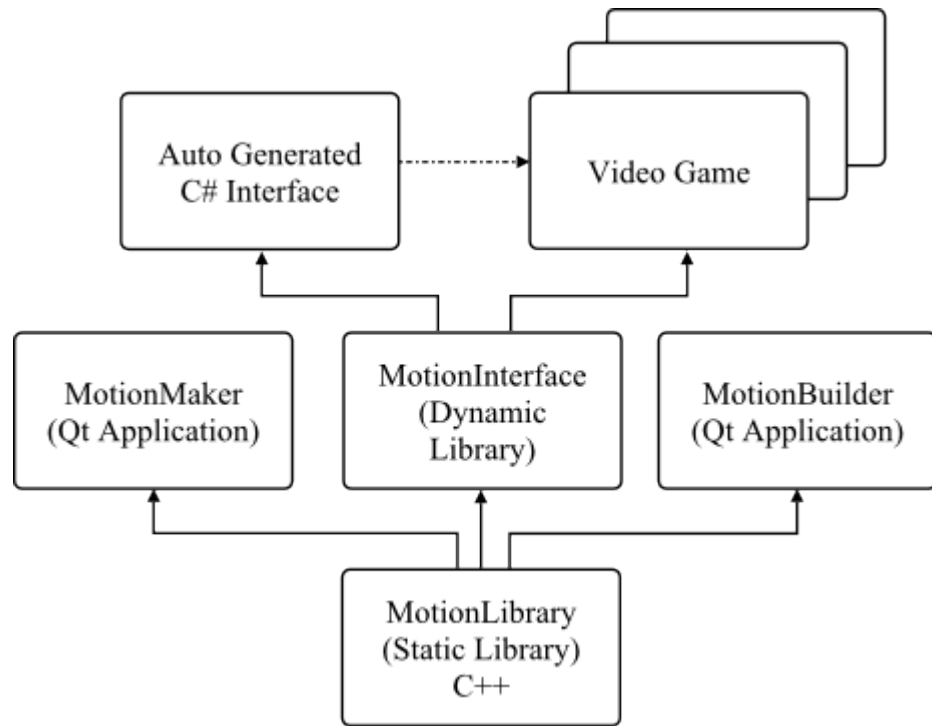 Auto Generated
C# Interface
Video Game
MotionMaker
(Qt Application)
MotionInterface
(Dynamic
Library)
MotionBuilder
(Qt Application)
MotionLibrary
(Static Library)
C++